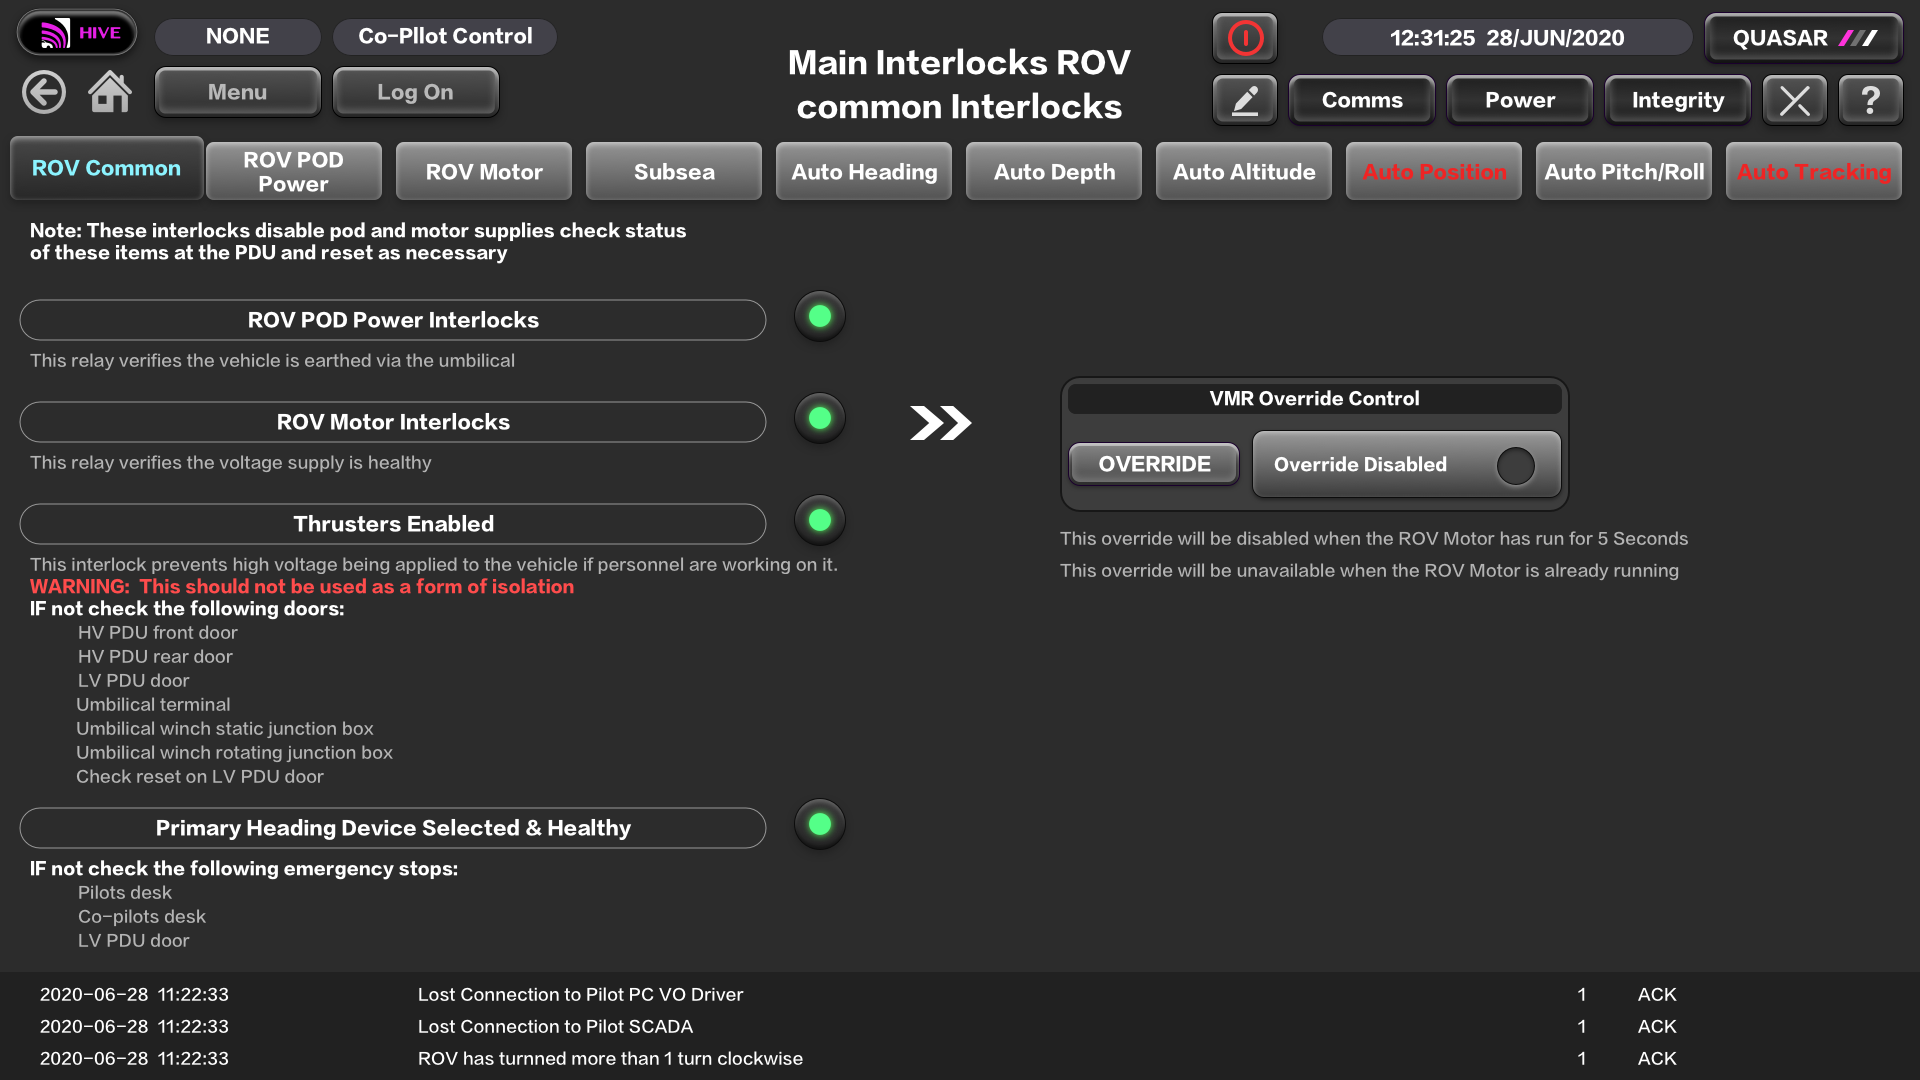 HIVE
NONE
Co-PIlot Control
Main Interlocks ROV
common Interlocks
12:31:25 28/JUN/2020
QUASAR
Menu
Log On
Comms
Power
Integrity
?
ROV Common
ROV POD
Power
ROV Motor
Subsea
Auto Heading
Auto Depth
Auto Altitude
Auto Position
Auto Pitch/Roll
Auto Tracking
Note: These interlocks disable pod and motor supplies check status
of these items at the PDU and reset as necessary
ROV POD Power Interlocks
This relay verifies the vehicle is earthed via the umbilical
ROV Motor Interlocks
This relay verifies the voltage supply is healthy
Thrusters Enabled
This interlock prevents high voltage being applied to the vehicle if personnel are working on it.
WARNING: This should not be used as a form of isolation
IF not check the following doors:
HV PDU front door
HV PDU rear door
LV PDU door
Umbilical terminal
Umbilical winch static junction box
Umbilical winch rotating junction box
Check reset on LV PDU door
Primary Heading Device Selected & Healthy
IF not check the following emergency stops:
Pilots desk
Co-pilots desk
LV PDU door
VMR Override Control
OVERRIDE
Override Disabled
This override will be disabled when the ROV Motor has run for 5 Seconds
This override will be unavailable when the ROV Motor is already running
2020-06-28 11:22:33 Lost Connection to Pilot PC VO Driver 1 ACK
2020-06-28 11:22:33 Lost Connection to Pilot SCADA 1 ACK
2020-06-28 11:22:33 ROV has turnned more than 1 turn clockwise 1 ACK